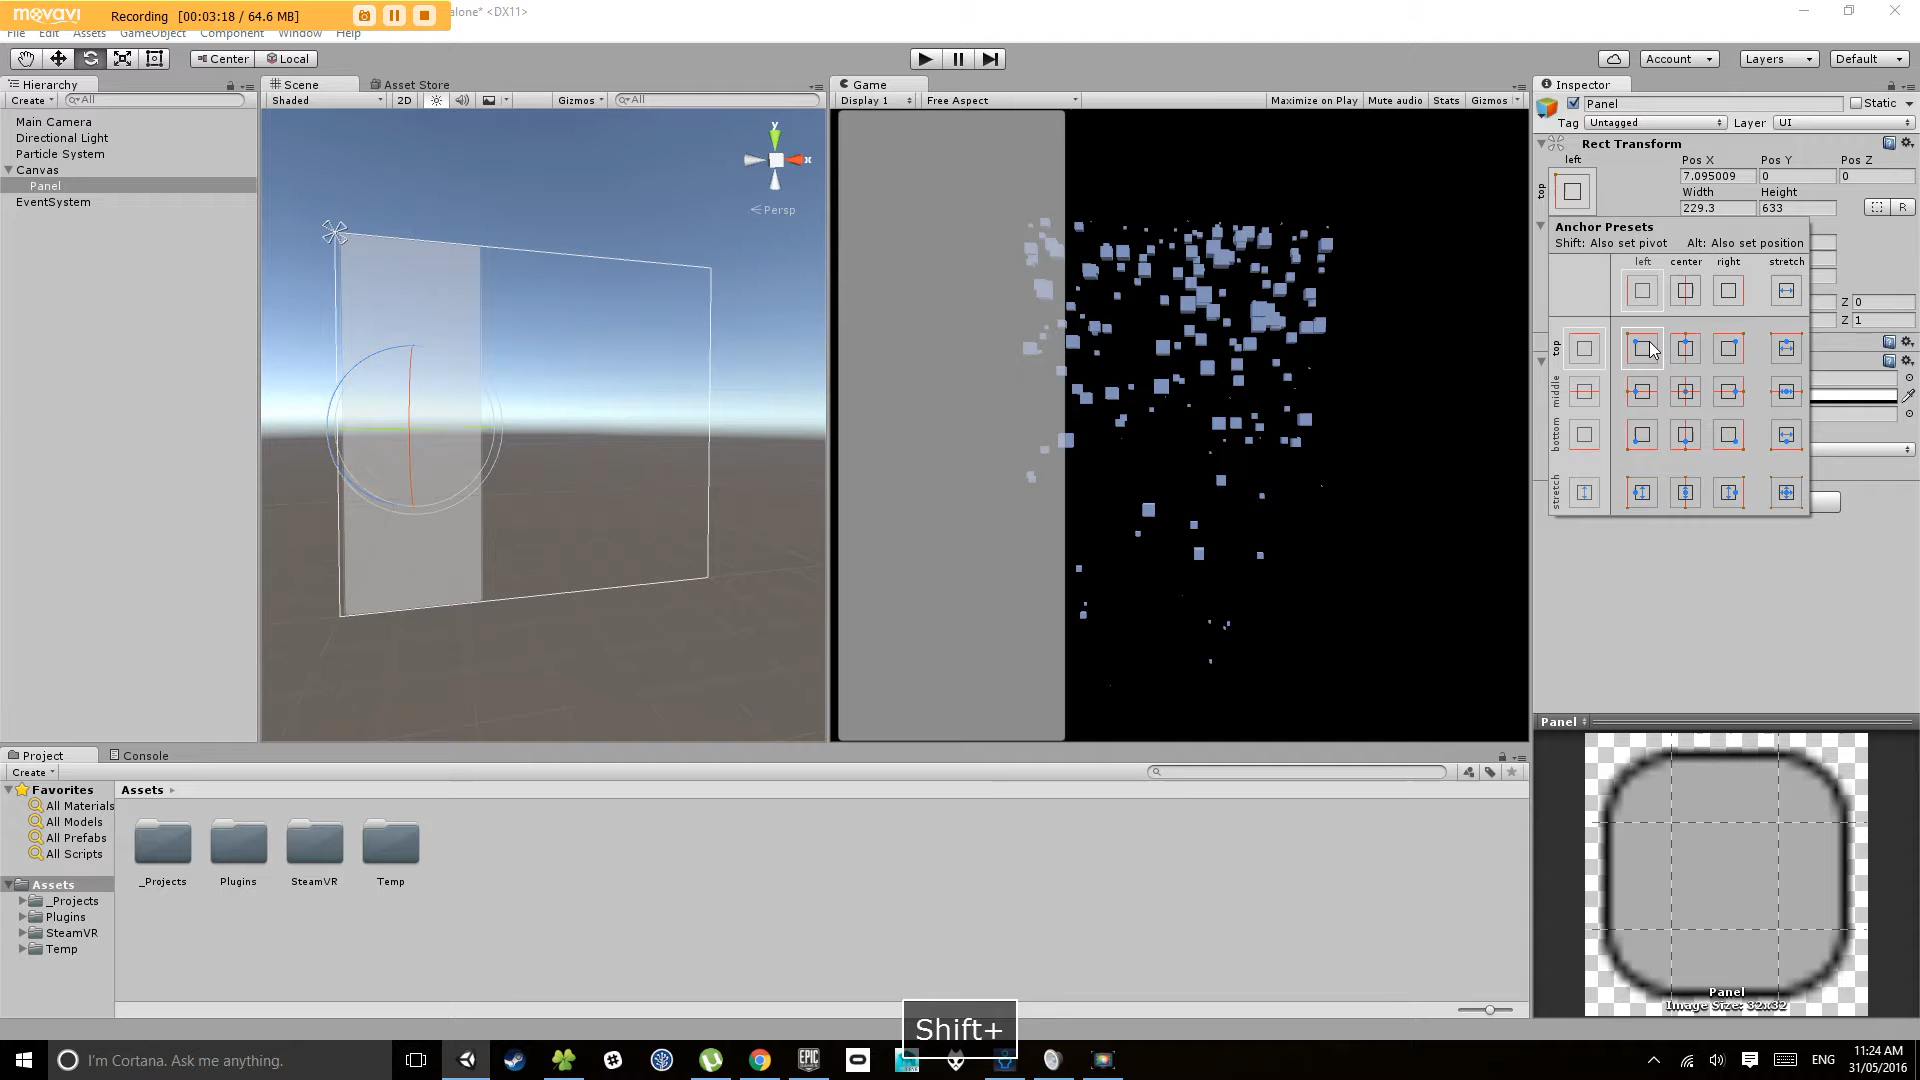 movavi Recording [00:03:18 / 64.6 MB] alone* <DX11>
File Edit Assets GameObject Component Window Help
Center Local Account Layers Default
Hierarchy Scene Asset Store Game Inspector
Create All Shaded 2D Gizmos All Display 1 Free Aspect Maximize on Play Mute audio Stats Gizmos Panel Static
Tag Untagged Layer UI
Main Camera
Directional Light
Particle System
Canvas
Panel
EventSystem
y
x
Persp
Rect Transform
left Pos X Pos Y Pos Z
top 7.095009 0 0
Width Height
229.3 633 R
Anchor Presets
Shift: Also set pivot Alt: Also set position
left center right stretch
Z 0
Z 1
top
middle
bottom
stretch
Panel
Project Console
Create
Favorites Assets
All Materials
All Models
All Prefabs
All Scripts
Assets
_Projects
Plugins
SteamVR
Temp
_Projects Plugins SteamVR Temp
Panel
Image Size: 32x32
Shift+
I'm Cortana. Ask me anything.
EPIC GAMES
ENG 11:24 AM
31/05/2016